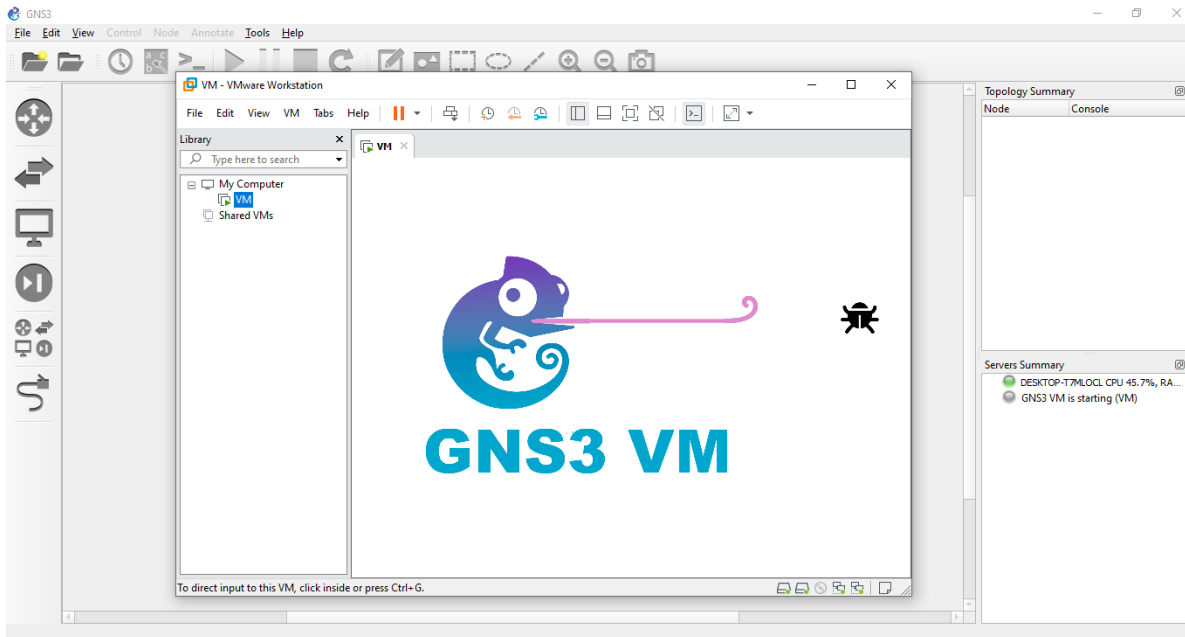 GNS3
File Edit View Control Node Annotate Tools Help
VM - VMware Workstation
File Edit View VM Tabs Help
Library
Type here to search
My Computer
VM
Shared VMs
VM
GNS3 VM
To direct input to this VM, click inside or press Ctrl+G.
Topology Summary
Node Console
Servers Summary
DESKTOP-T7MLOCL CPU 45.7%, RA...
GNS3 VM is starting (VM)